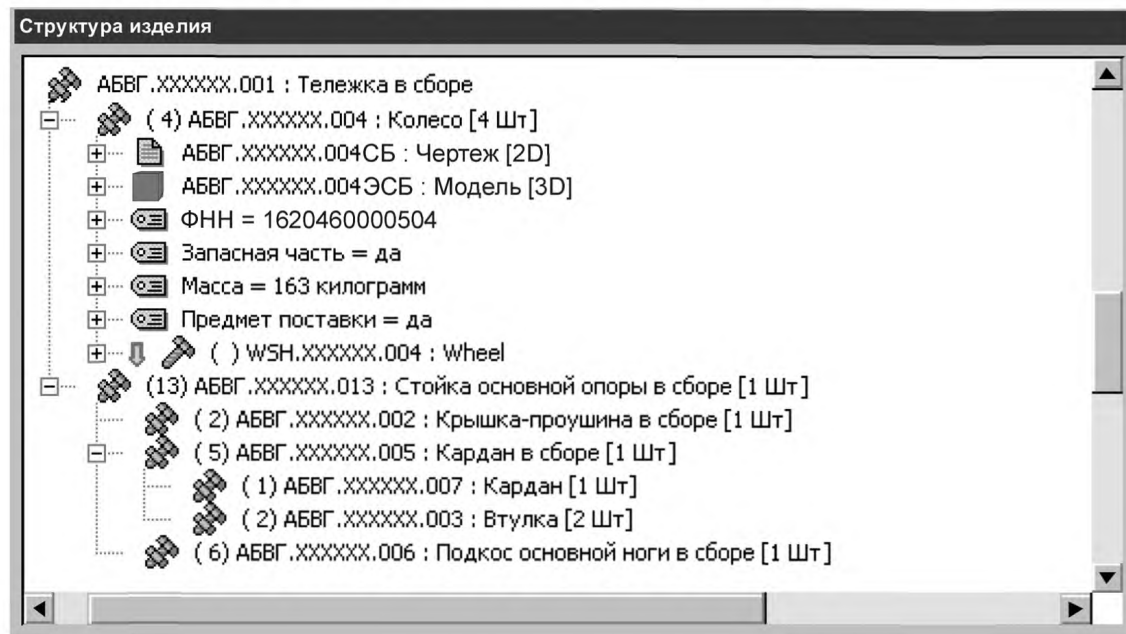 Структура изделия
АБВГ.XXXXXX.001 : Тележка в сборе
( 4) АБВГ.XXXXXX.004 : Колесо [4 Шт]
АБВГ.XXXXXX.004СБ : Чертеж [2D]
АБВГ.XXXXXX.004ЭСБ : Модель [3D]
ФНН = 1620460000504
Запасная часть = да
Масса = 163 килограмм
Предмет поставки = да
( ) WSH.XXXXXX.004 : Wheel
(13) АБВГ.XXXXXX.013 : Стойка основной опоры в сборе [1 Шт]
( 2) АБВГ.XXXXXX.002 : Крышка-проушина в сборе [1 Шт]
( 5) АБВГ.XXXXXX.005 : Кардан в сборе [1 Шт]
( 1) АБВГ.XXXXXX.007 : Кардан [1 Шт]
( 2) АБВГ.XXXXXX.003 : Втулка [2 Шт]
( 6) АБВГ.XXXXXX.006 : Подкос основной ноги в сборе [1 Шт]